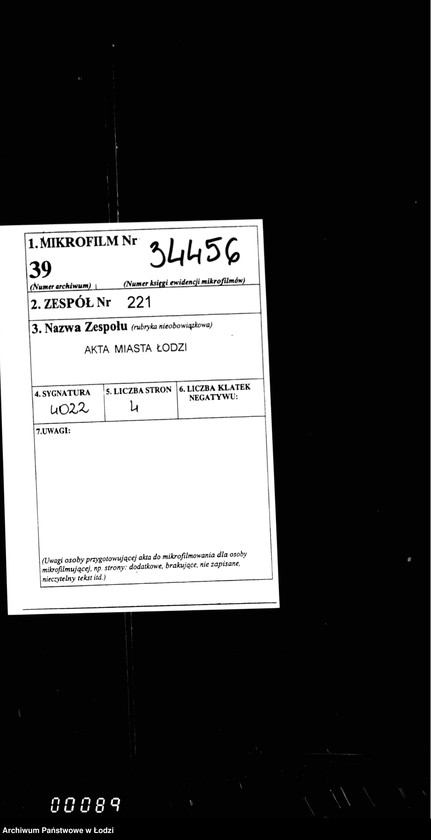 1. MIKROFILM Nr 34456
39
(Numer archiwum) (Numer księgi ewidencji mikrofilmów)
2. ZESPÓŁ Nr 221
3. Nazwa Zespołu (rubryka nieobowiązkowa)
AKTA MIASTA ŁODZI
4. SYGNATURA 5. LICZBA STRON 6. LICZBA KLATEK NEGATYWU:
4022 4
7. UWAGI:
(Uwagi osoby przygotowującej akta do mikrofilmowania dla osoby
mikrofilmującej, np. strony: dodatkowe, brakujące, nie zapisane,
nieczytelny tekst itd.)
00089
Archiwum Państwowe w Łodzi